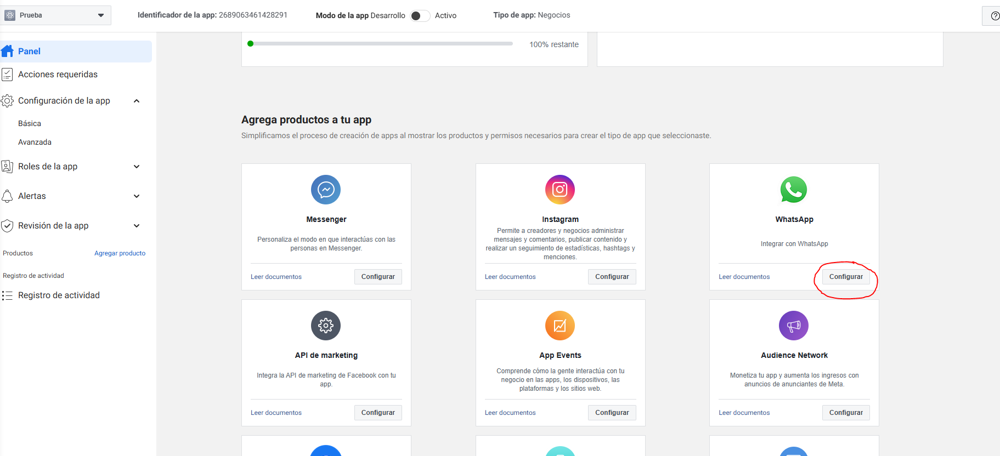 Prueba
Identificador de la app: 2689063461428291
Modo de la app Desarrollo Activo
Tipo de app: Negocios
Panel
Acciones requeridas
Configuración de la app
Básica
Avanzada
Roles de la app
Alertas
Revisión de la app
Productos Agregar producto
Registro de actividad
Registro de actividad
100% restante
Agrega productos a tu app
Simplificamos el proceso de creación de apps al mostrar los productos y permisos necesarios para crear el tipo de app que seleccionaste.
Messenger
Personaliza el modo en que interactúas con las
personas en Messenger.
Leer documentos Configurar
Instagram
Permite a creadores y negocios administrar
mensajes y comentarios, publicar contenido y
realizar un seguimiento de estadísticas, hashtags y
menciones.
Leer documentos Configurar
WhatsApp
Integrar con WhatsApp
Leer documentos Configurar
API de marketing
Integra la API de marketing de Facebook con tu
app.
Leer documentos Configurar
App Events
Comprende cómo la gente interactúa con tu
negocio en las apps, los dispositivos, las
plataformas y los sitios web.
Leer documentos Configurar
Audience Network
Monetiza tu app y aumenta los ingresos con
anuncios de anunciantes de Meta.
Leer documentos Configurar